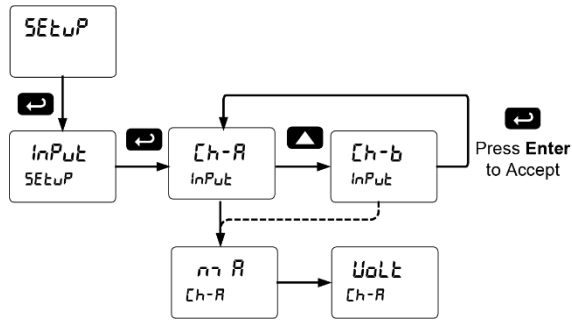 SEtuP
InPut
SEtuP
Ch-A
InPut
Ch-b
InPut
Press Enter
to Accept
mA
Ch-A
VoLt
Ch-A